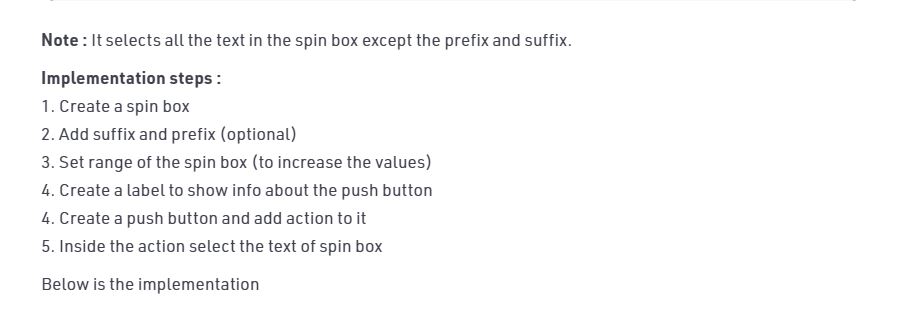 Note : It selects all the text in the spin box except the prefix and suffix.
Implementation steps :
1. Create a spin box
2. Add suffix and prefix (optional)
3. Set range of the spin box (to increase the values)
4. Create a label to show info about the push button
4. Create a push button and add action to it
5. Inside the action select the text of spin box
Below is the implementation